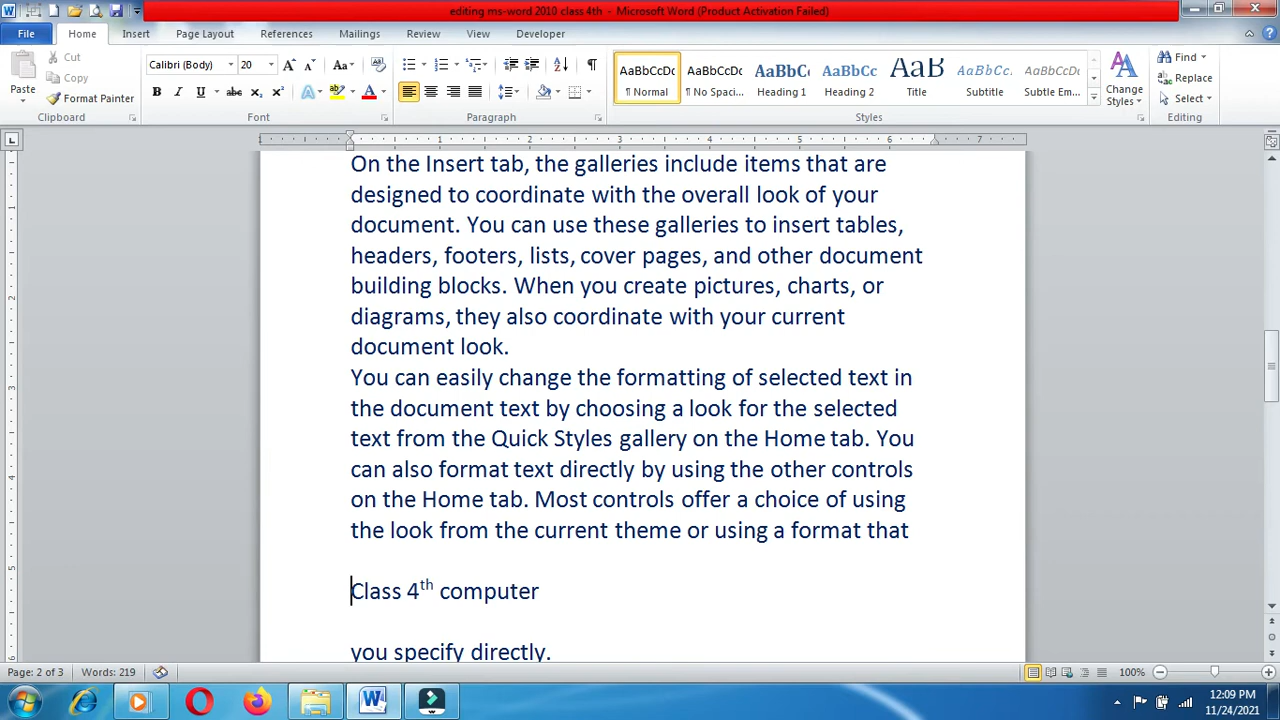 editing ms-word 2010 class 4th - Microsoft Word (Product Activation Failed)
File Home Insert Page Layout References Mailings Review View Developer
Paste
Cut
Copy
Format Painter
Clipboard
Calibri (Body) 20
Font
Paragraph
AaBbCcDc AaBbCcDc AaBbCc AaBbCc AaB AaBbCcDc AaBbCcDc
¶ Normal ¶ No Spaci... Heading 1 Heading 2 Title Subtitle Subtle Em...
Change
Styles
Styles
Find
Replace
Select
Editing
On the Insert tab, the galleries include items that are
designed to coordinate with the overall look of your
document. You can use these galleries to insert tables,
headers, footers, lists, cover pages, and other document
building blocks. When you create pictures, charts, or
diagrams, they also coordinate with your current
document look.
You can easily change the formatting of selected text in
the document text by choosing a look for the selected
text from the Quick Styles gallery on the Home tab. You
can also format text directly by using the other controls
on the Home tab. Most controls offer a choice of using
the look from the current theme or using a format that
Class 4th computer
you specify directly.
Page: 2 of 3 Words: 219 100%
12:09 PM
11/24/2021